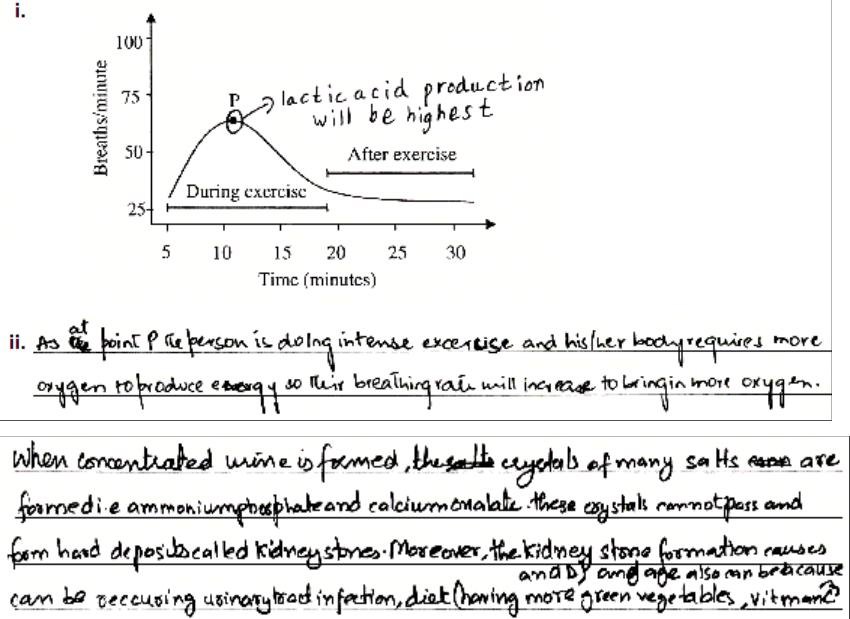 i.
100
75
50
25
Breaths/minute
P
lactic acid production
will be highest
After exercise
During exercise
5 10 15 20 25 30
Time (minutes)
ii. As at point P the person is doing intense excercise and his/her body requires more
oxygen to produce energy so their breathing rate will increase to bring in more oxygen.
When concentrated urine is formed, the crystals of many salts are
formed i.e ammonium phosphate and calcium oxalate. these crystals cannot pass and
form hard deposits called kidney stones. Moreover, the kidney stone formation causes
and D) and age also can be a cause
can be reccuring urinary tract infection, diet (having more green vegetables, vitmanC